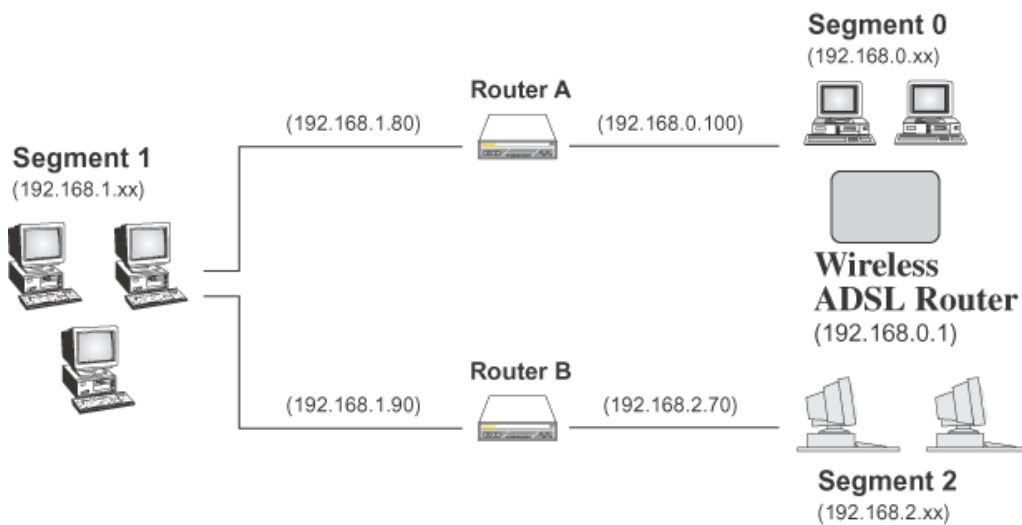 Segment 0
(192.168.0.xx)
Router A
(192.168.1.80)
(192.168.0.100)
Segment 1
(192.168.1.xx)
Wireless
ADSL Router
(192.168.0.1)
Router B
(192.168.1.90)
(192.168.2.70)
Segment 2
(192.168.2.xx)